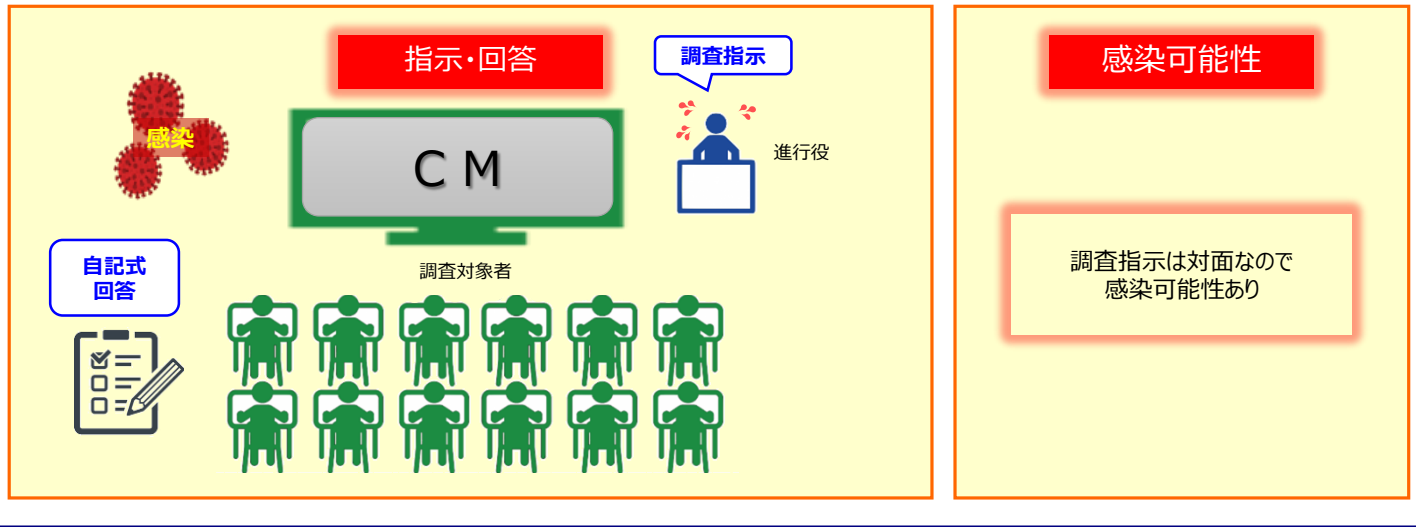 指示・回答
調査指示
感染
CM
進行役
自記式
回答
調査対象者
感染可能性
調査指示は対面なので
感染可能性あり